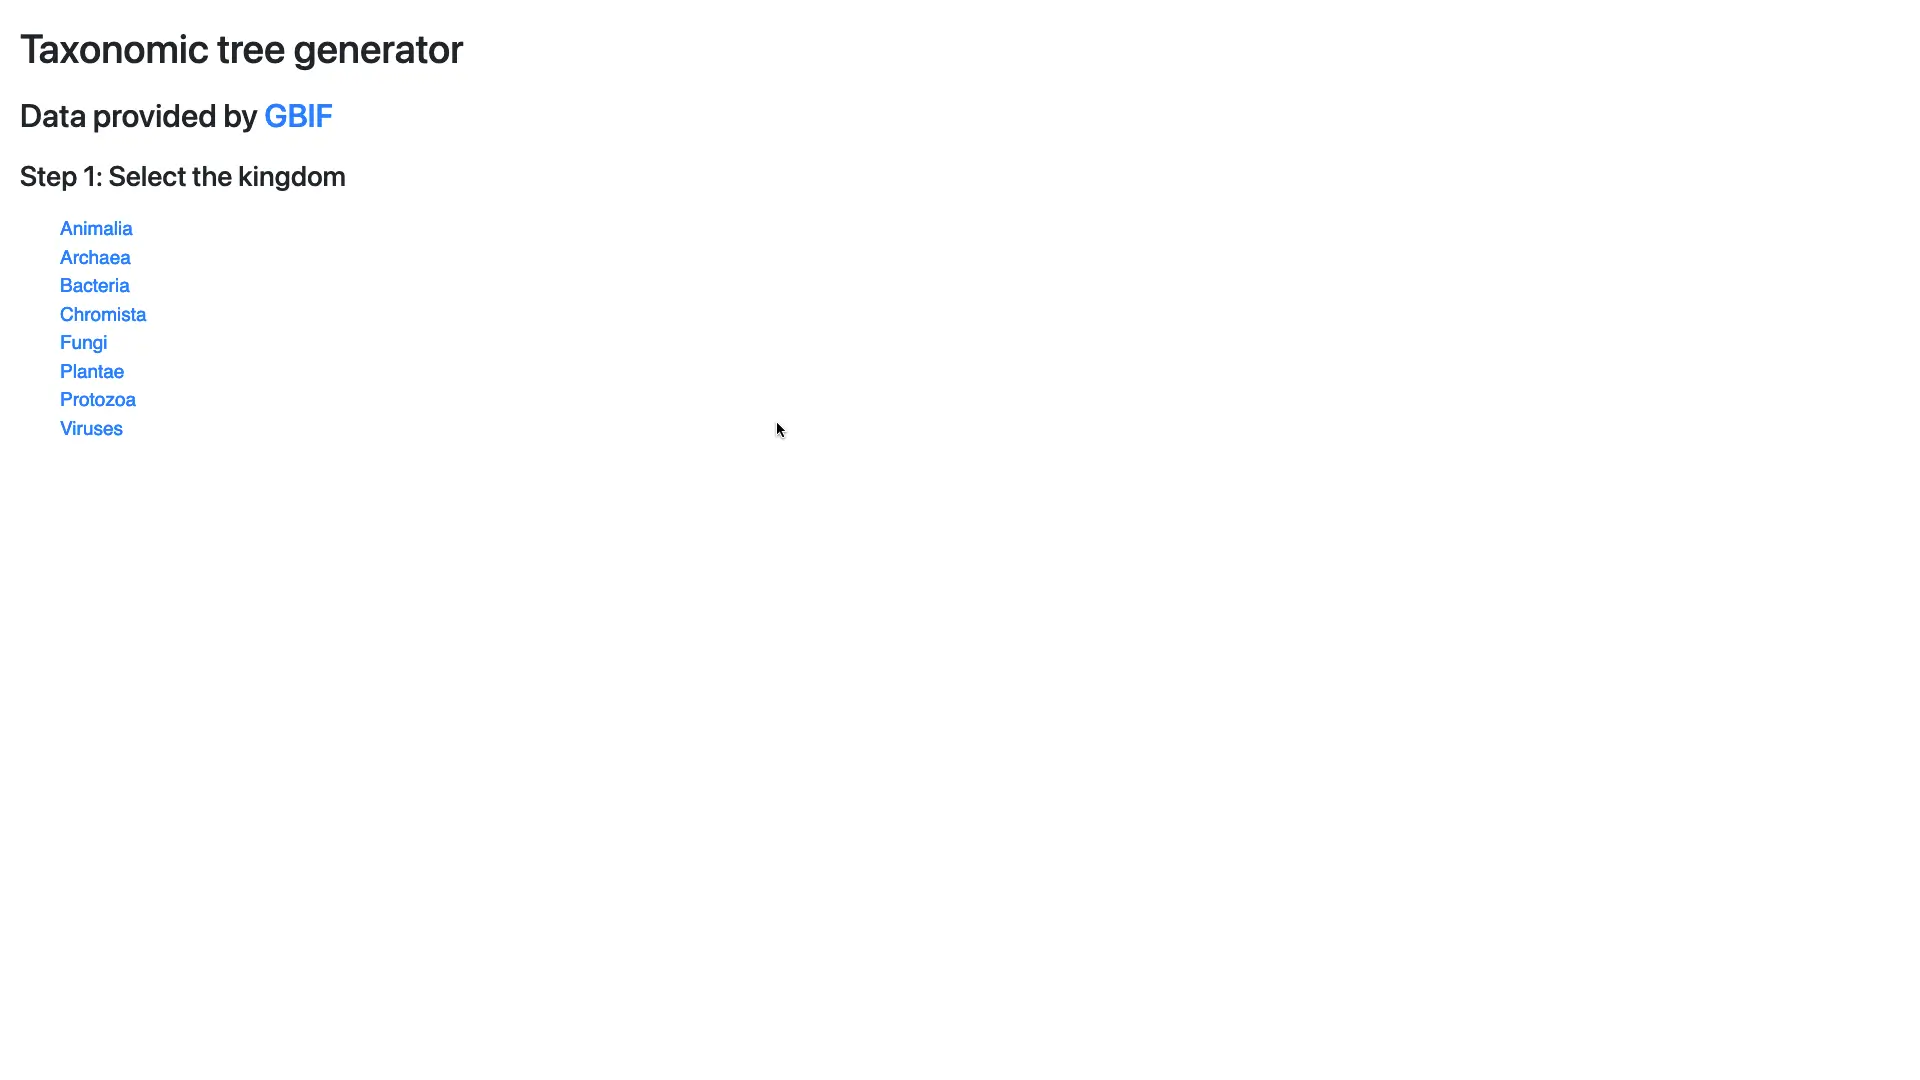 Taxonomic tree generator
Data provided by GBIF
Step 1: Select the kingdom
Animalia
Archaea
Bacteria
Chromista
Fungi
Plantae
Protozoa
Viruses